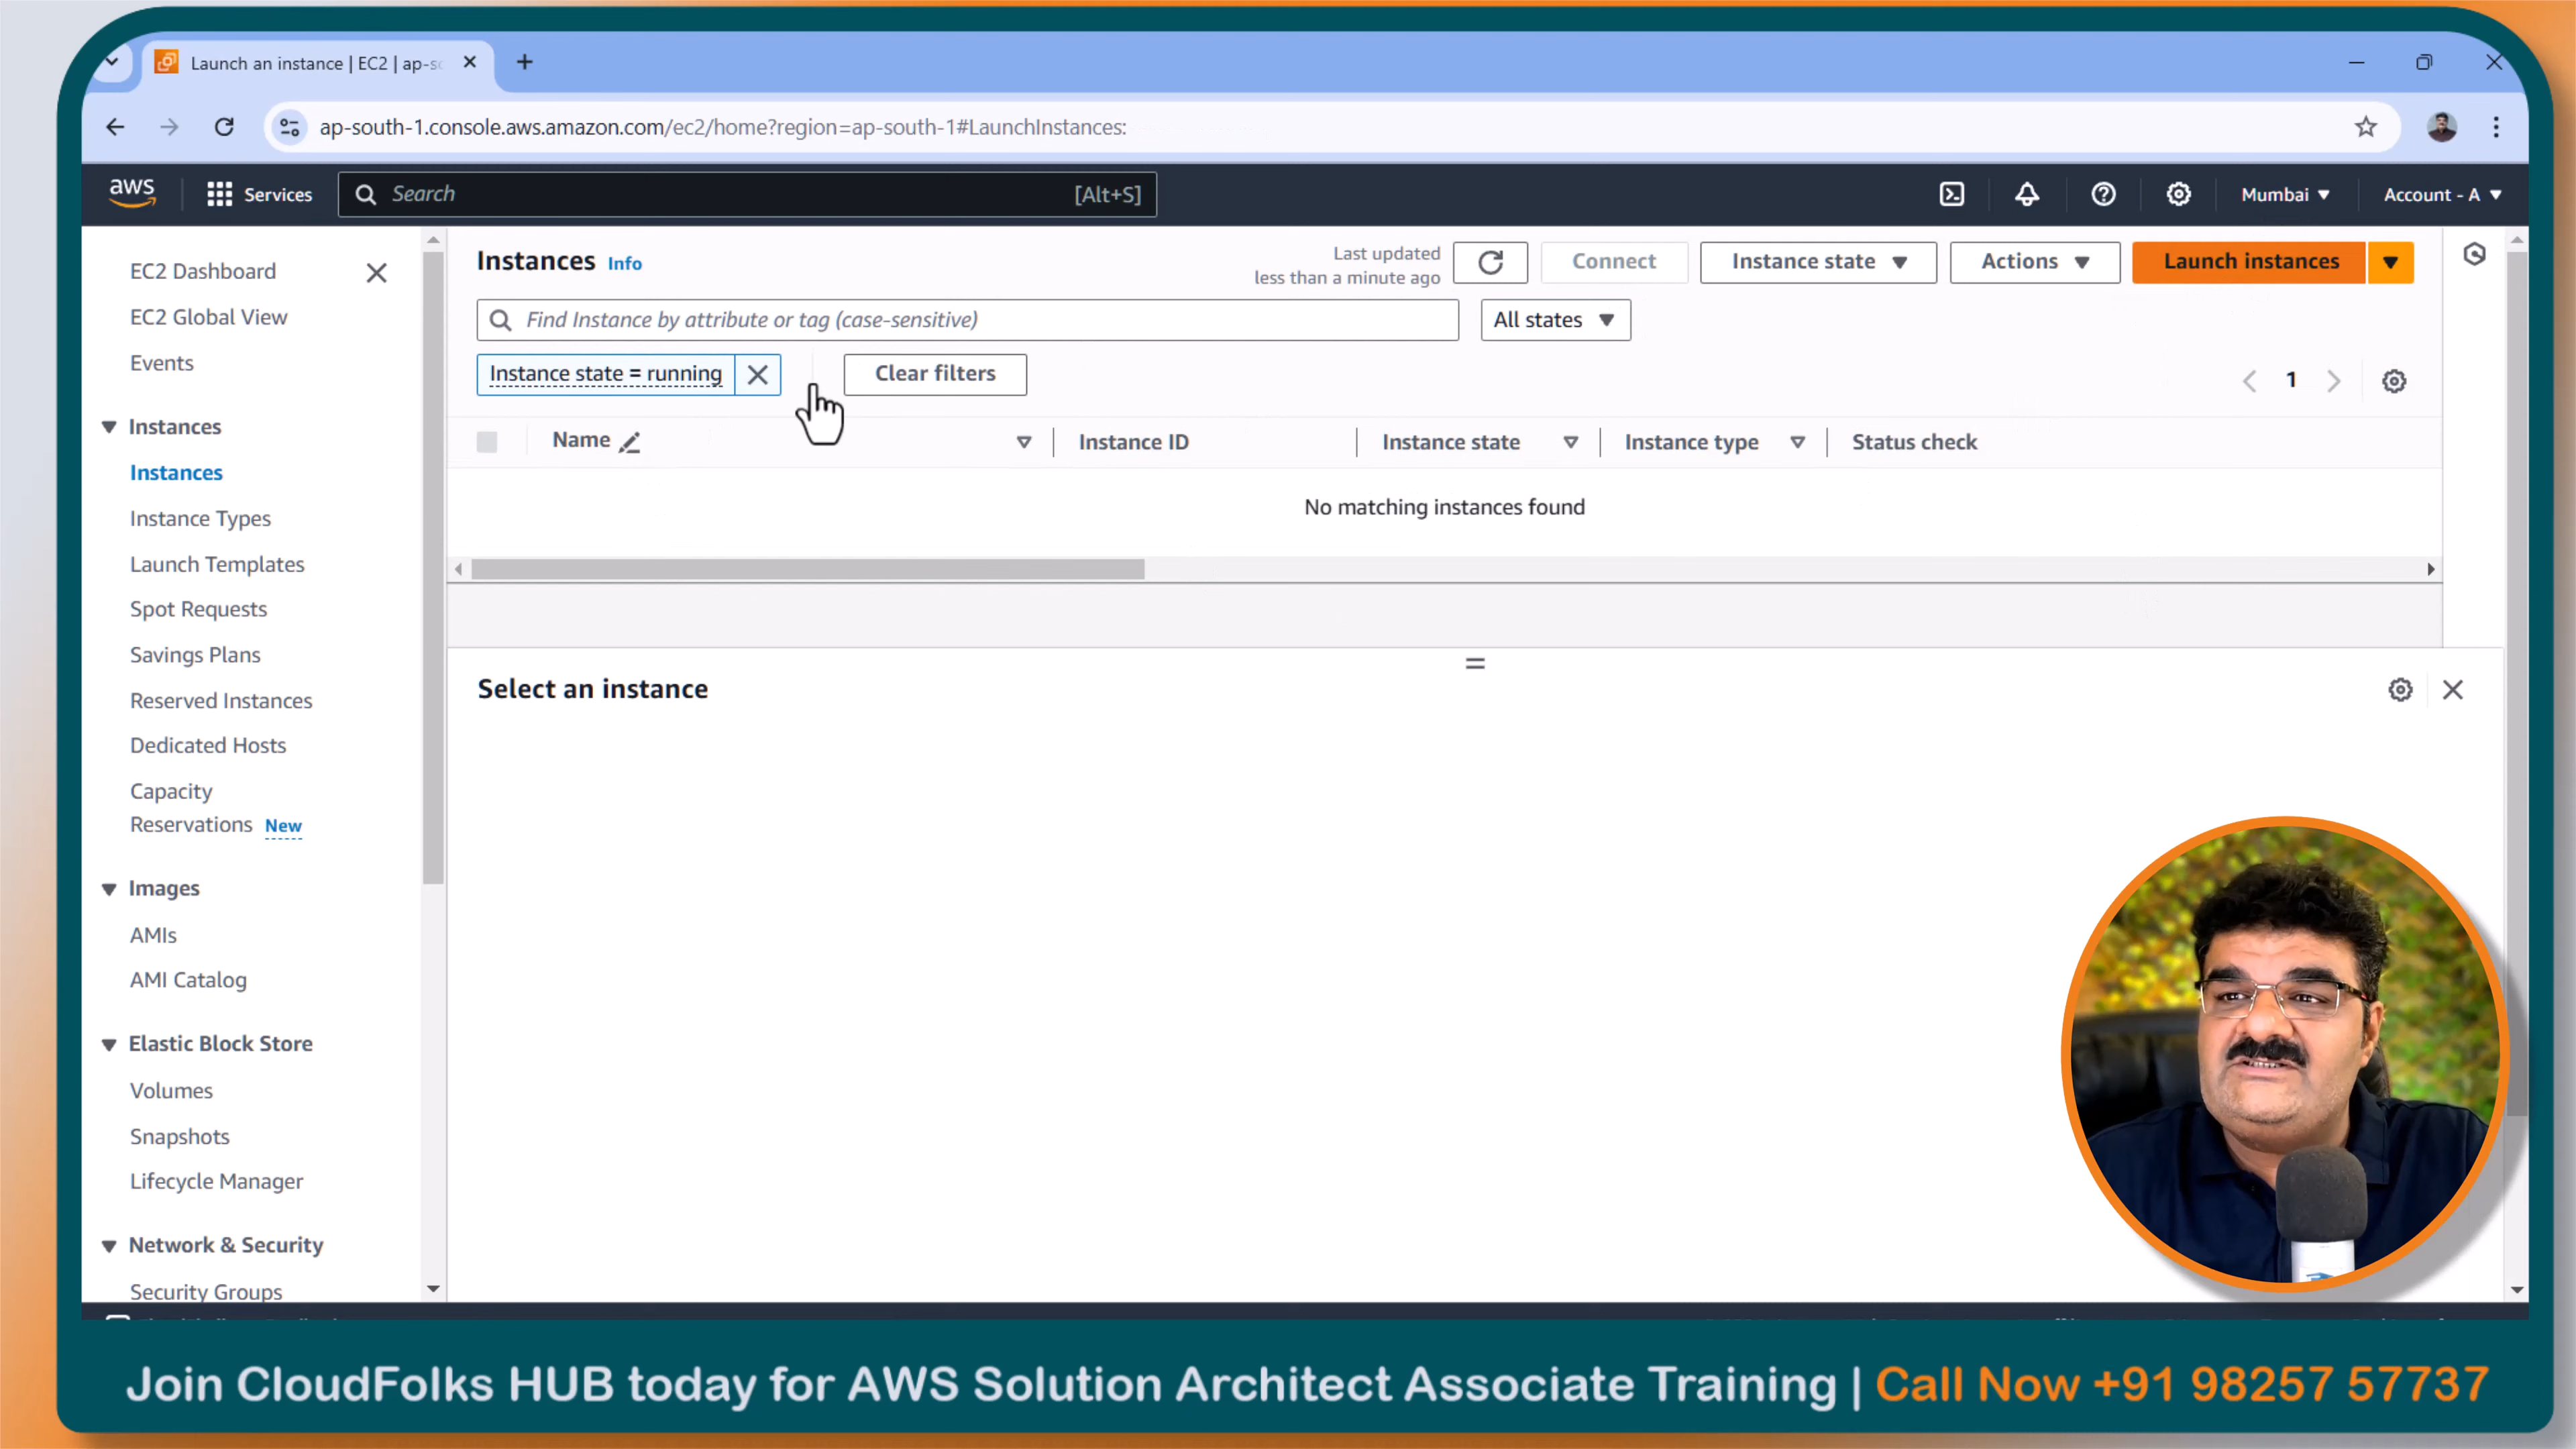 Launch an instance | EC2 | ap-so
ap-south-1.console.aws.amazon.com/ec2/home?region=ap-south-1#LaunchInstances:
aws
Services
Search
[Alt+S]
Mumbai
Account - A
EC2 Dashboard
EC2 Global View
Events
Instances
Instances
Instance Types
Launch Templates
Spot Requests
Savings Plans
Reserved Instances
Dedicated Hosts
Capacity
Reservations New
Images
AMIs
AMI Catalog
Elastic Block Store
Volumes
Snapshots
Lifecycle Manager
Network & Security
Security Groups
Instances Info
Last updated
less than a minute ago
Connect
Instance state
Actions
Launch instances
Find Instance by attribute or tag (case-sensitive)
All states
Instance state = running
Clear filters
1
Name
Instance ID
Instance state
Instance type
Status check
No matching instances found
Select an instance
Join CloudFolks HUB today for AWS Solution Architect Associate Training | Call Now +91 98257 57737